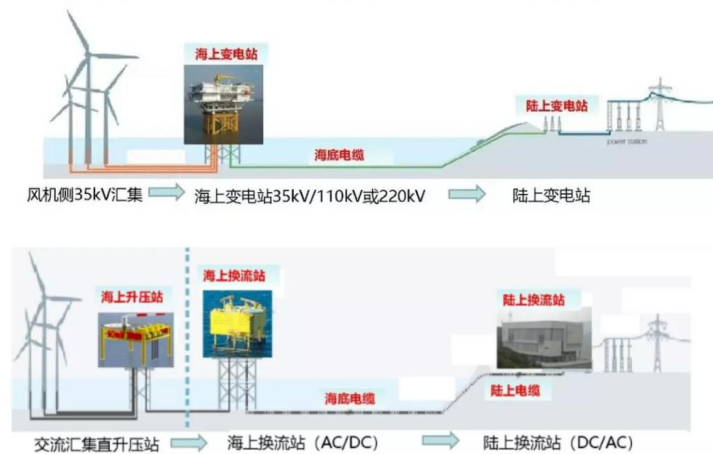 海上变电站
陆上变电站
海底电缆
power station
风机侧35kV汇集
海上变电站35kV/110kV或220kV
陆上变电站
海上升压站
海上换流站
陆上换流站
海底电缆
陆上电缆
交流汇集直升压站
海上换流站（AC/DC）
陆上换流站（DC/AC）